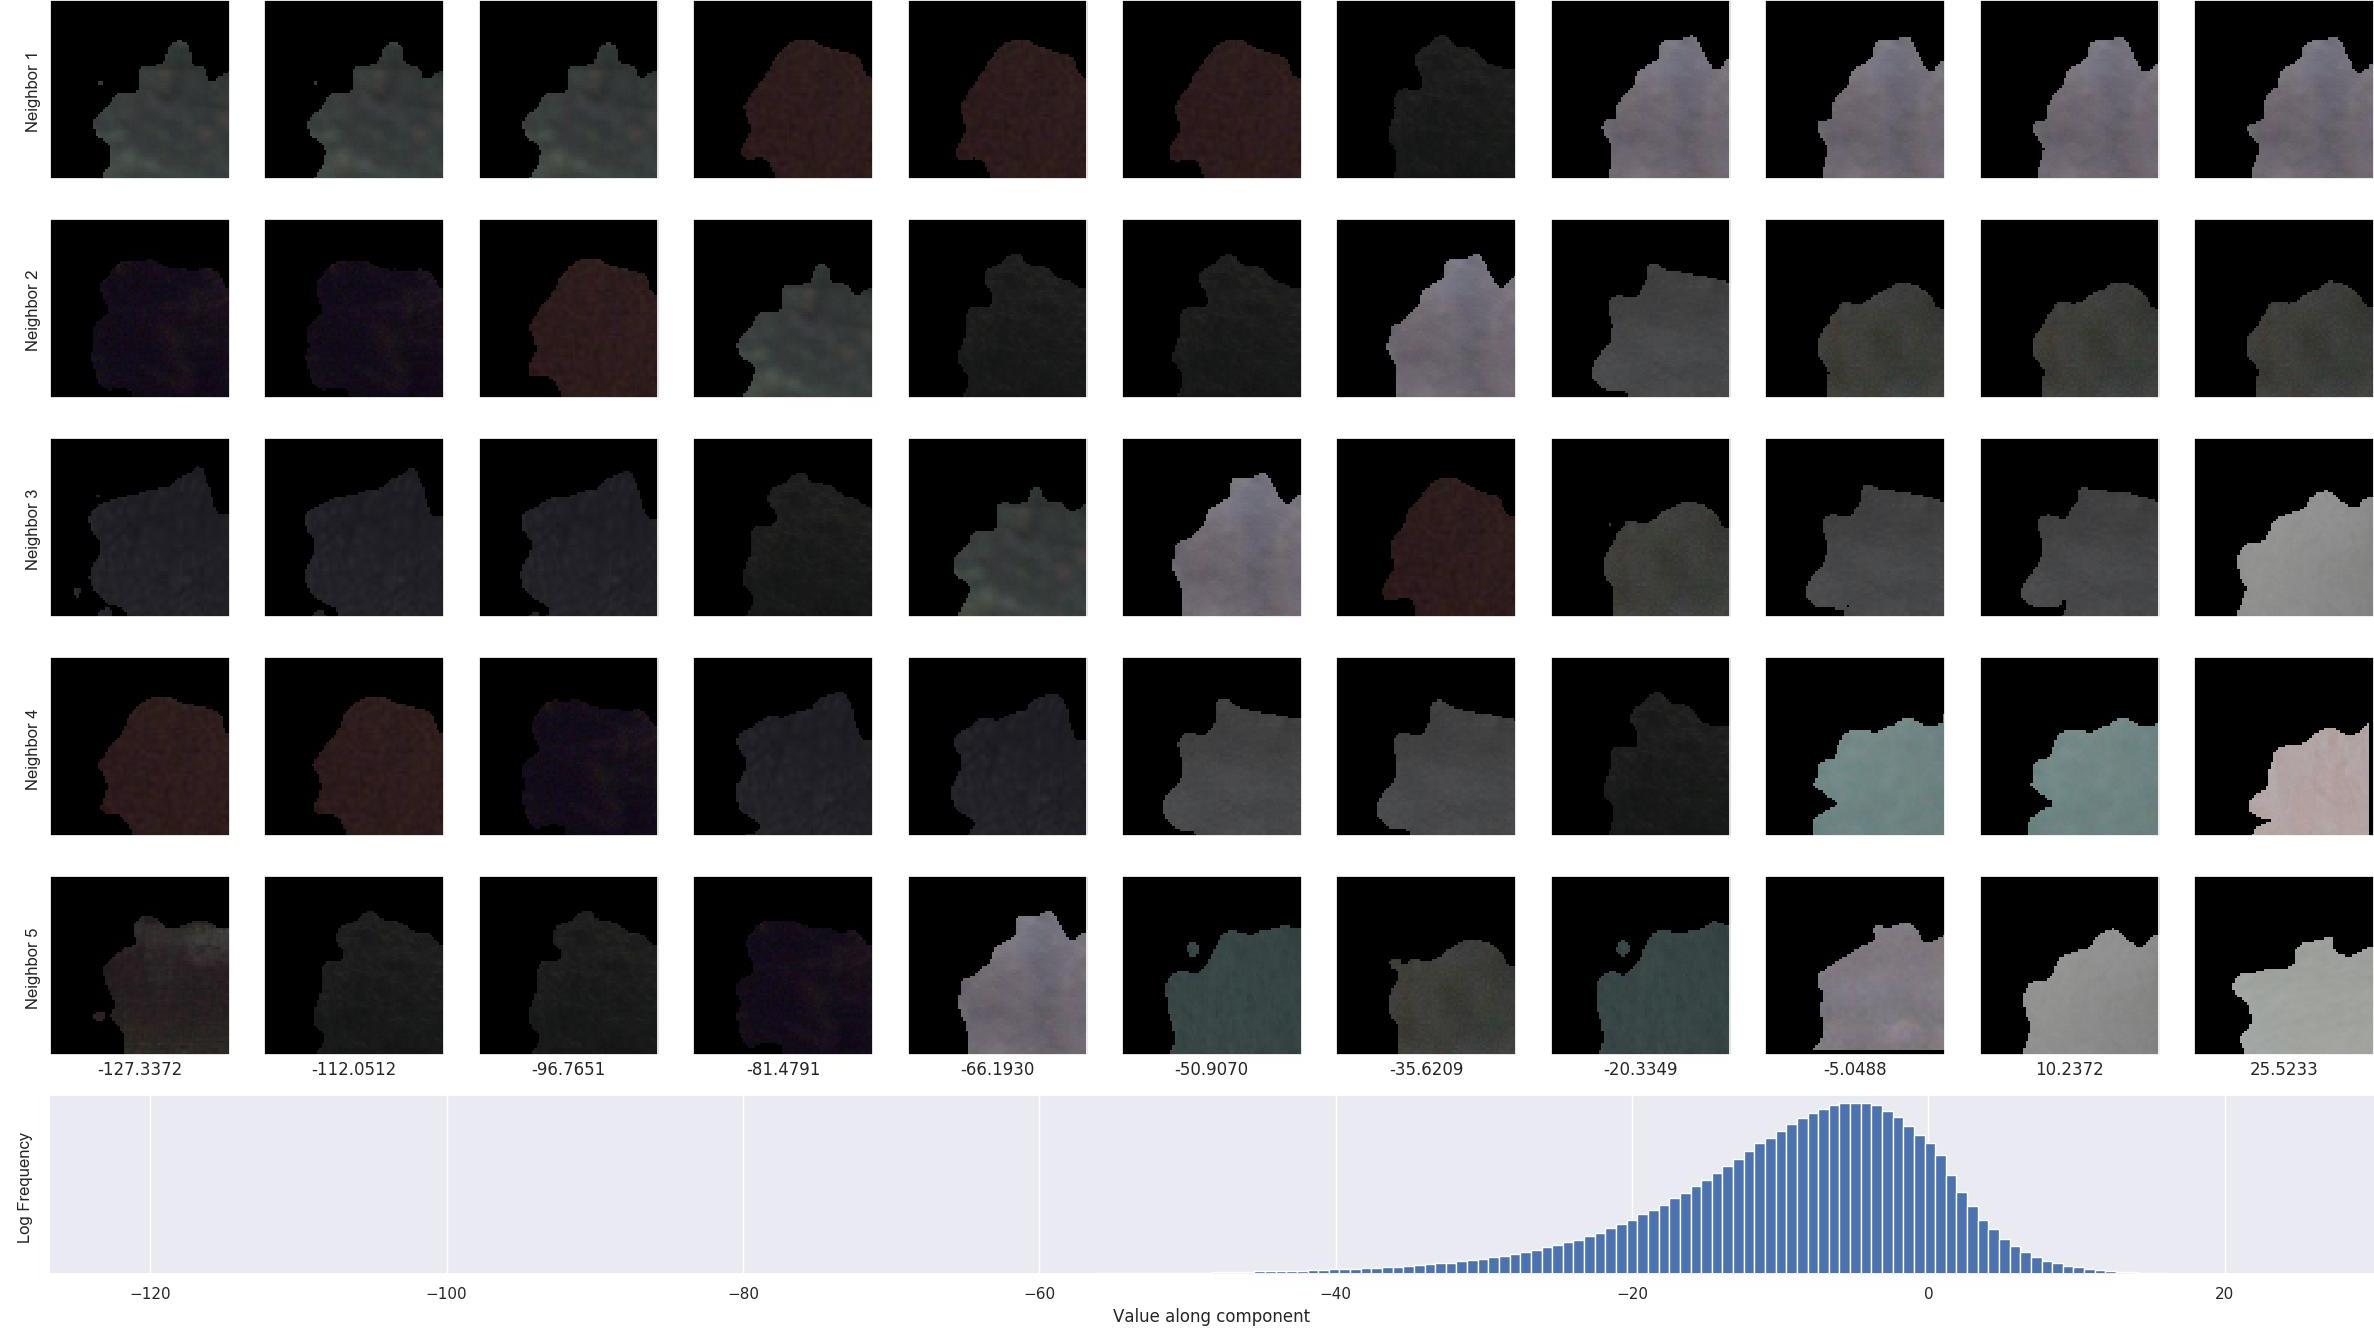 Neighbor 1
Neighbor 2
Neighbor 3
Neighbor 4
Neighbor 5
-127.3372 -112.0512 -96.7651 -81.4791 -66.1930 -50.9070 -35.6209 -20.3349 -5.0488 10.2372 25.5233
Log Frequency
−120 −100 −80 −60 −40 −20 0 20
Value along component